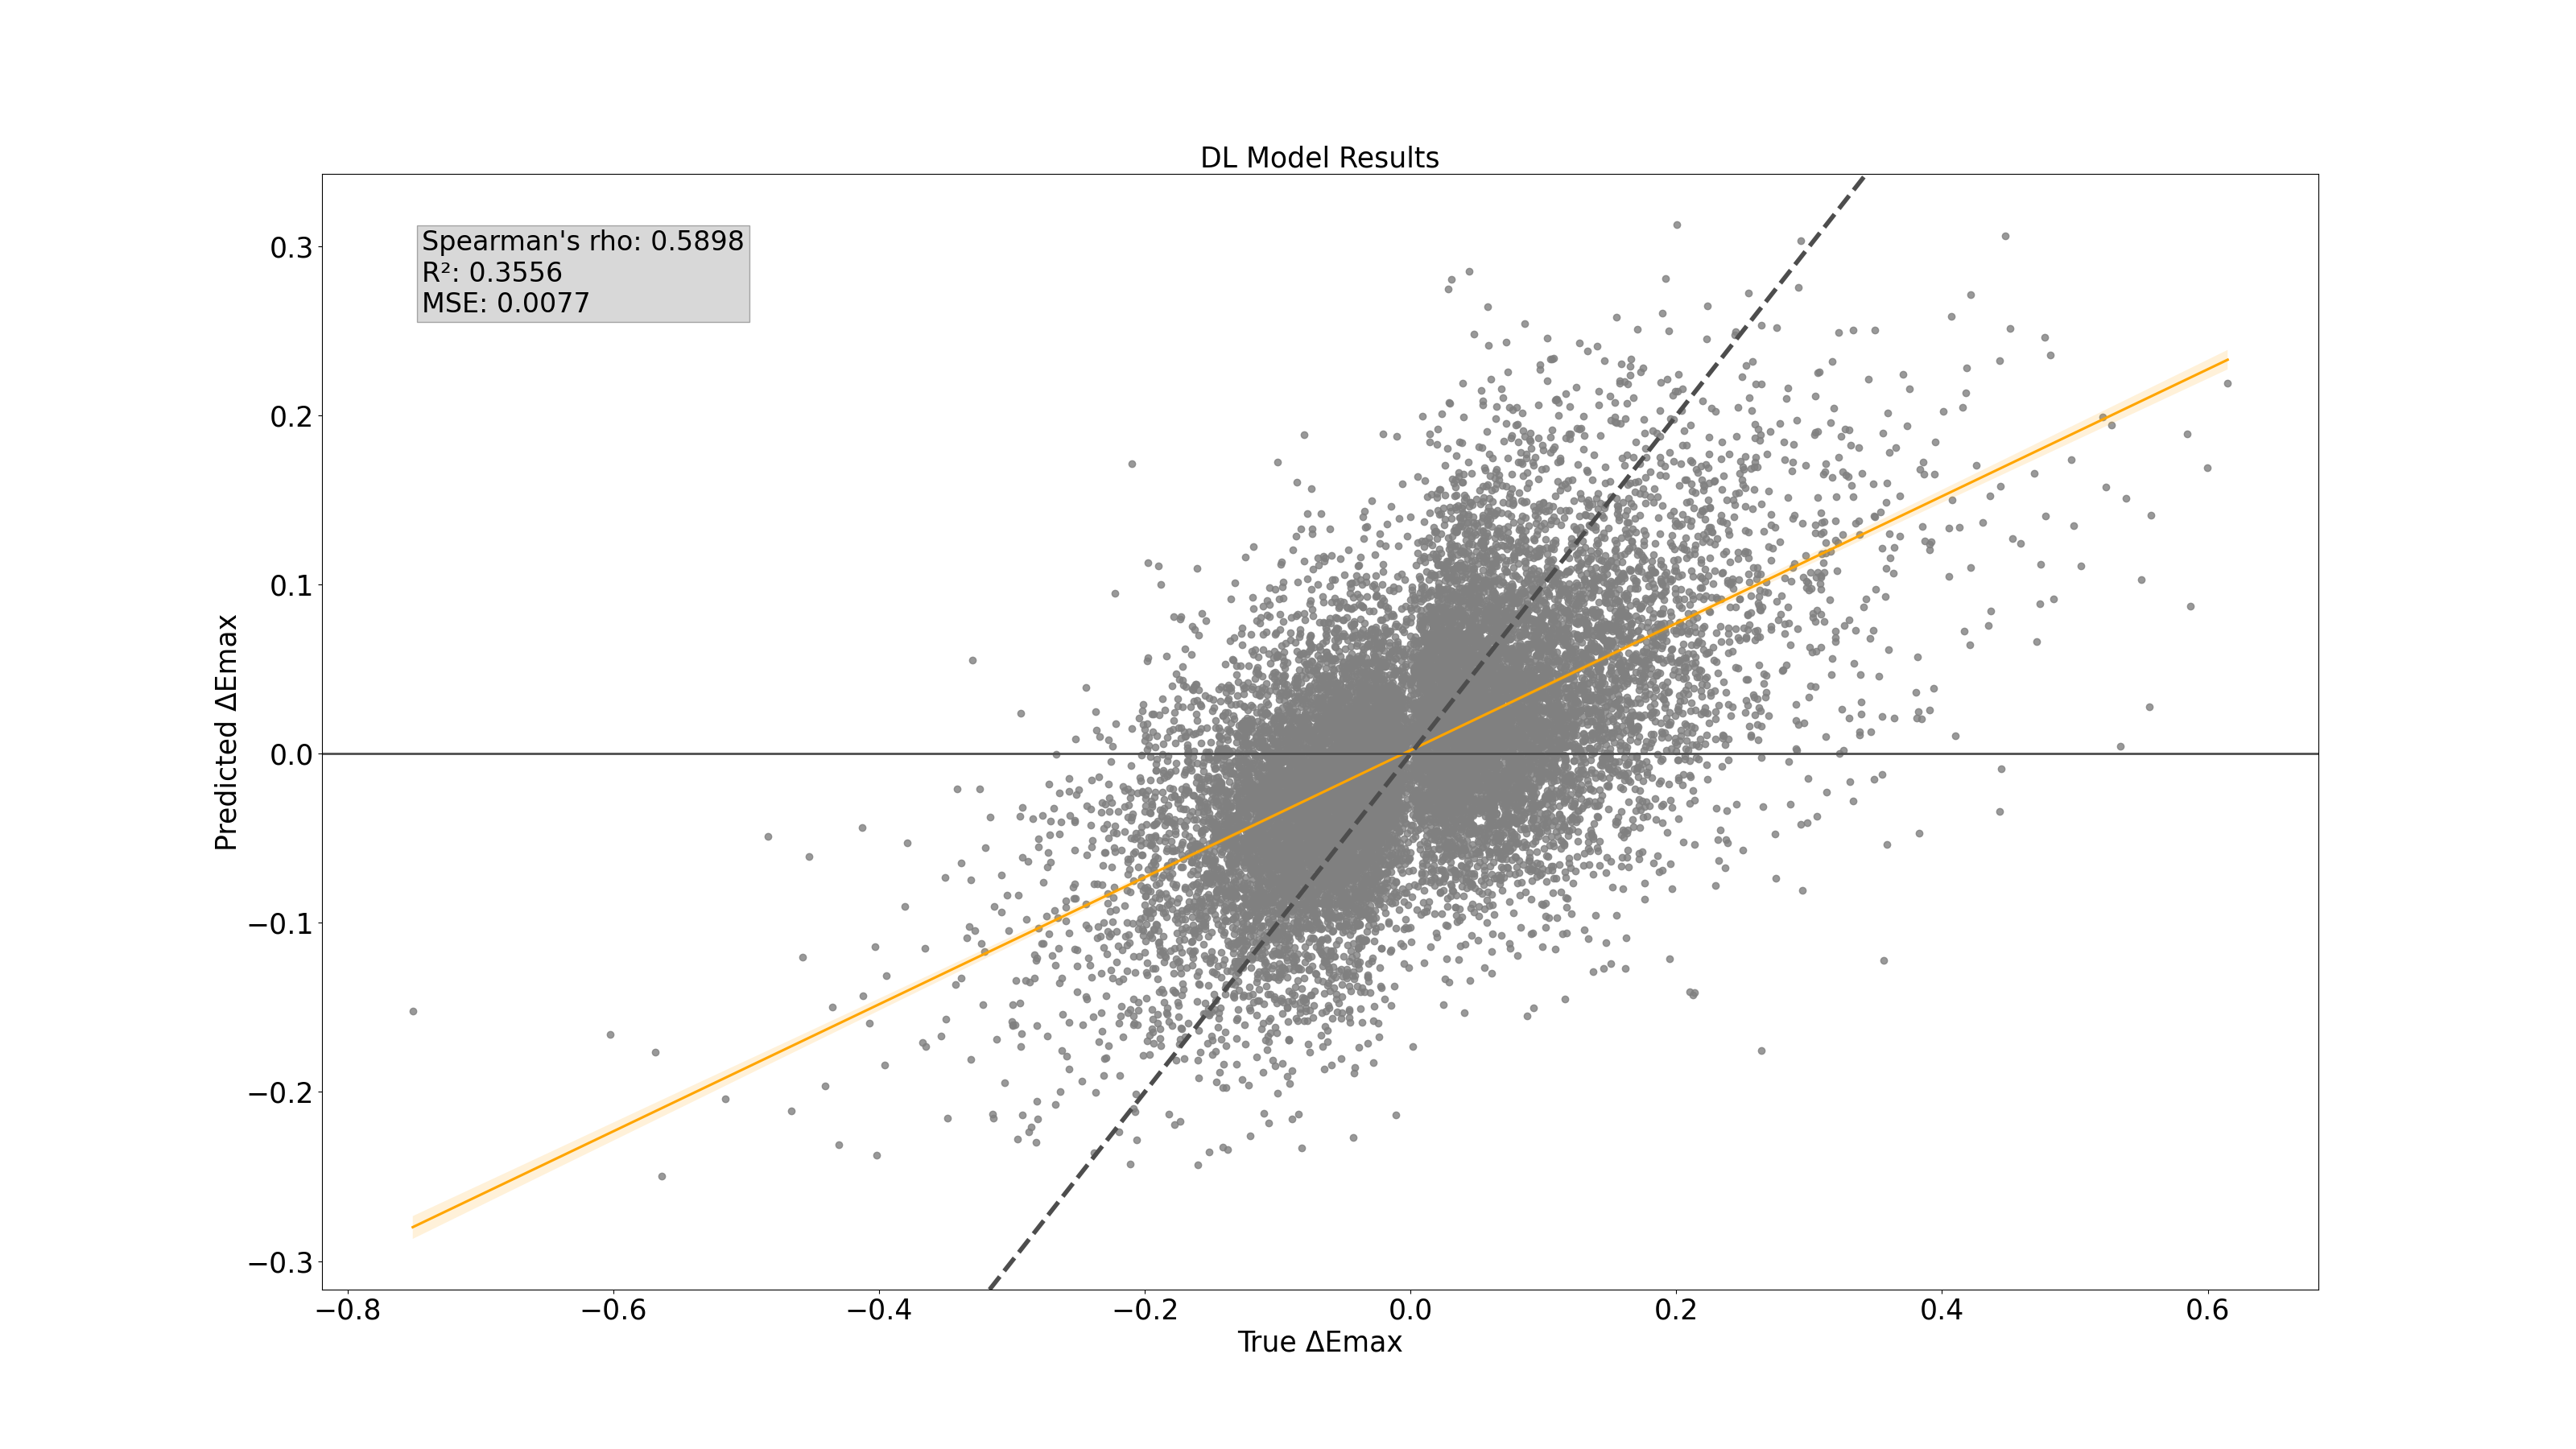 DL Model Results
Spearman's rho: 0.5898
R²: 0.3556
MSE: 0.0077
0.3
0.2
0.1
0.0
−0.1
−0.2
−0.3
Predicted ΔEmax
−0.8
−0.6
−0.4
−0.2
0.0
0.2
0.4
0.6
True ΔEmax